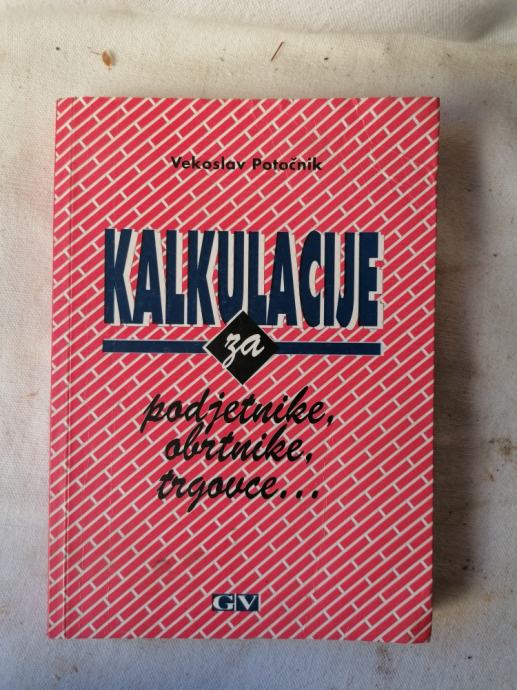 Vekoslav Potočnik
KALKULACIJE
za
podjetnike,
obrtnike,
trgovce...
GV